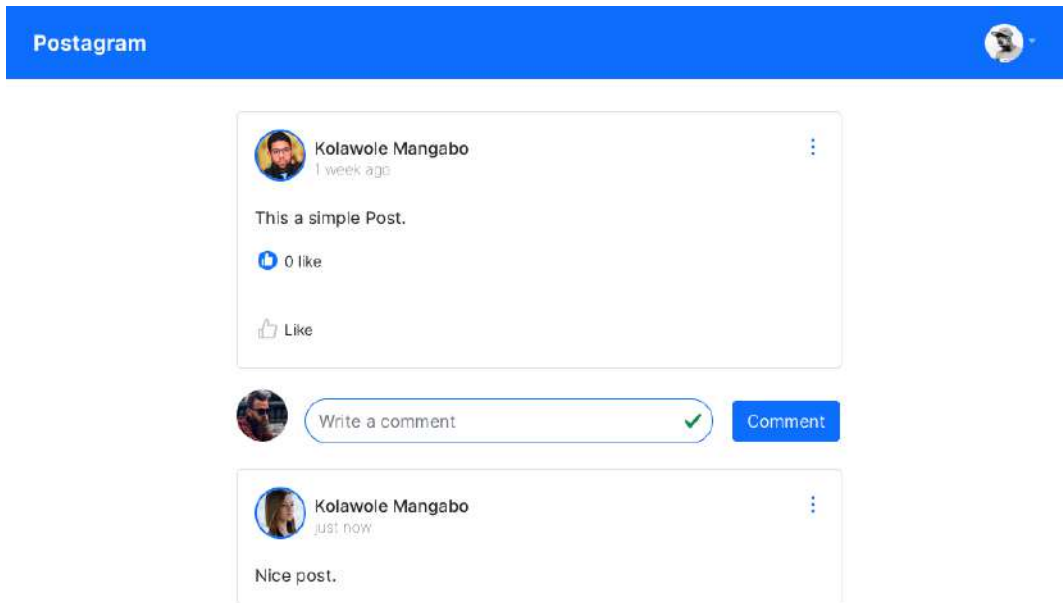 Postagram
Kolawole Mangabo
1 week ago
This a simple Post.
0 like
Like
Write a comment
Comment
Kolawole Mangabo
just now
Nice post.